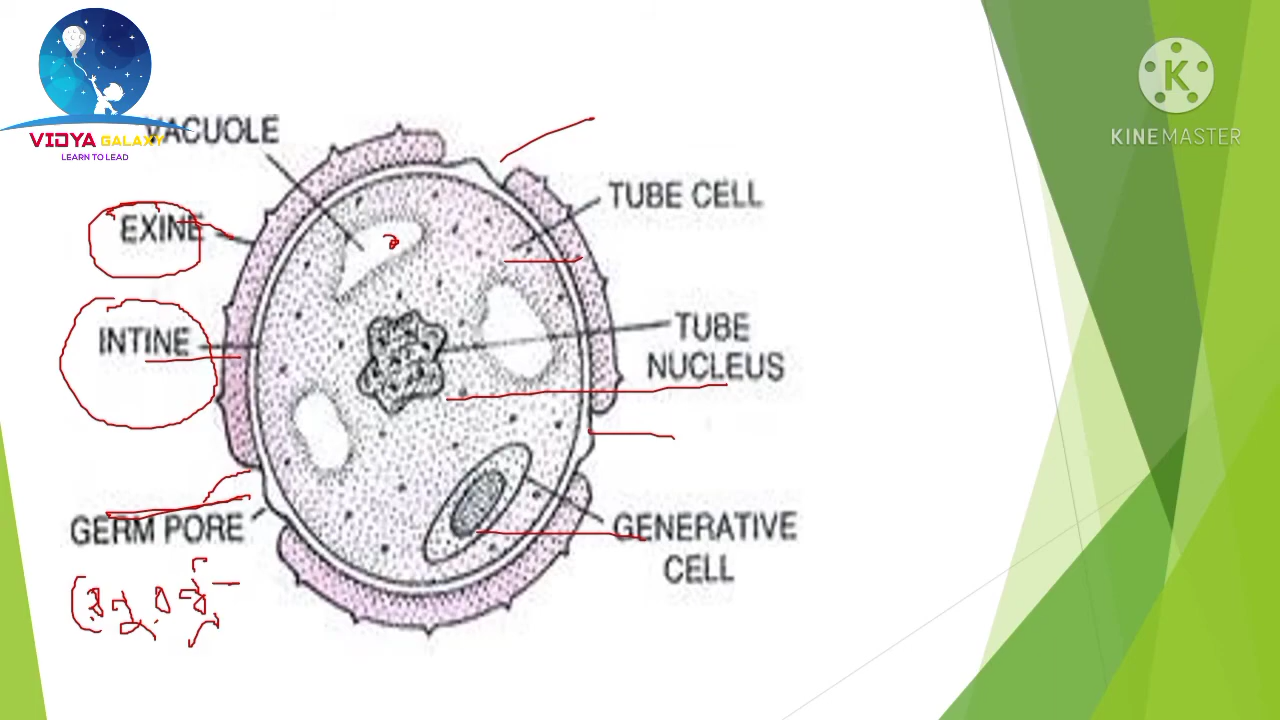 VACUOLE
VIDYA GALAXY
LEARN TO LEAD
KINEMASTER
K
EXINE
TUBE CELL
INTINE
TUBE
NUCLEUS
GERM PORE
GENERATIVE
CELL